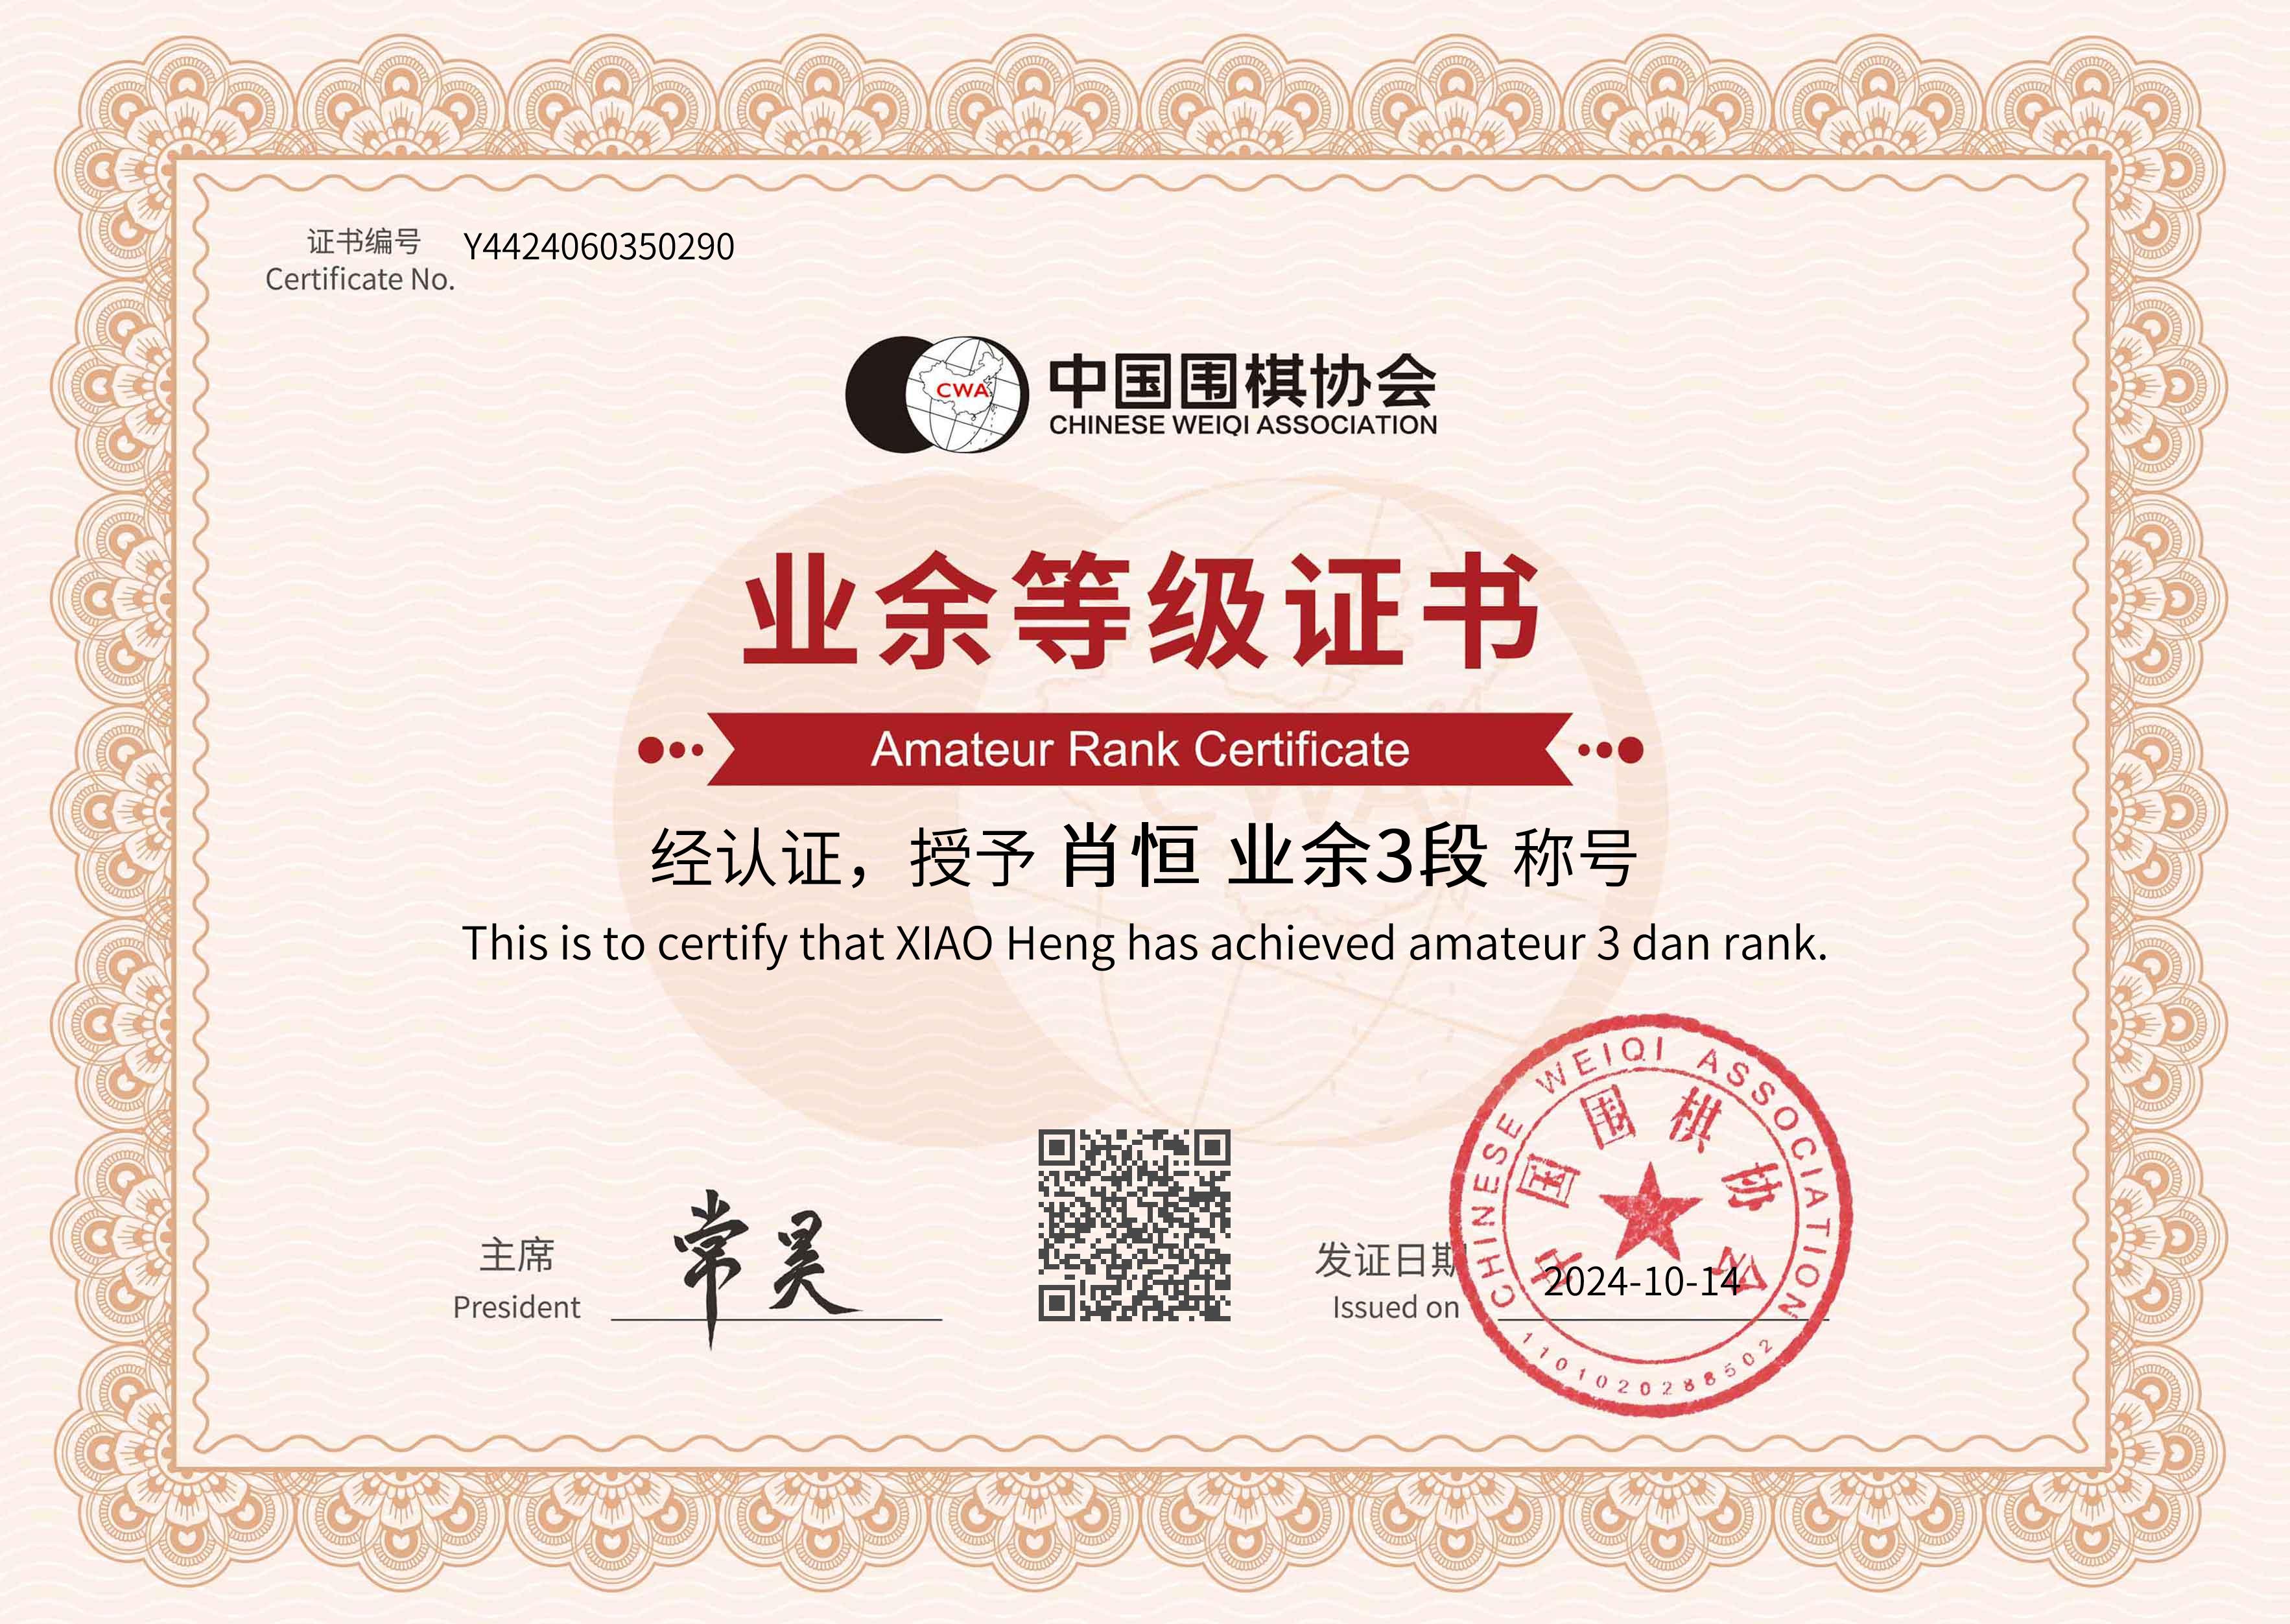 证书编号 Y4424060350290
Certificate No.
CWA
中国围棋协会
CHINESE WEIQI ASSOCIATION
业余等级证书
Amateur Rank Certificate
经认证，授予 肖恒 业余3段 称号
This is to certify that XIAO Heng has achieved amateur 3 dan rank.
主席
President
常昊
发证日期
Issued on
2024-10-14
CHINESE WEIQI ASSOCIATION
中国围棋协会
1101020288502